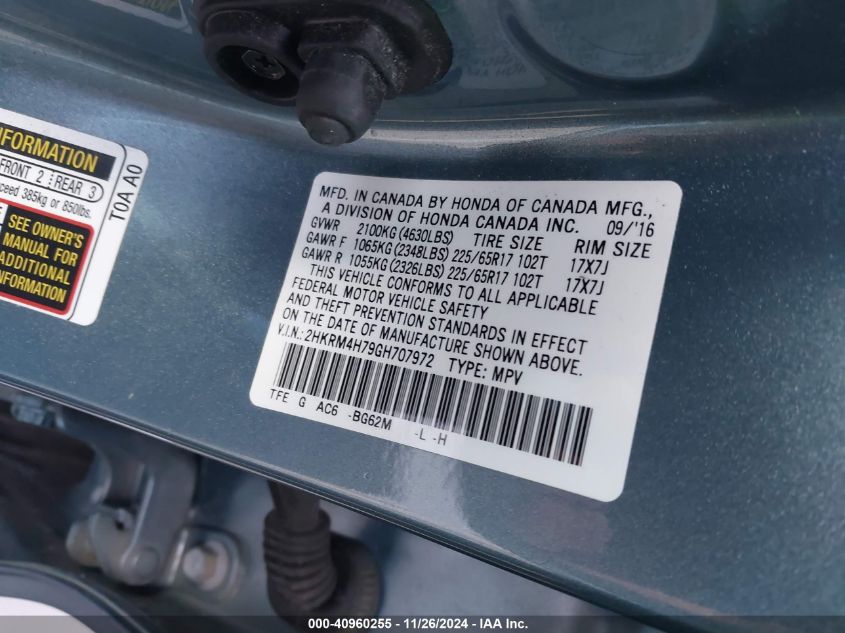 NFORMATION
FRONT 2 REAR 3
ceed 385kg or 850lbs.
SEE OWNER'S
MANUAL FOR
ADDITIONAL
INFORMATION
T0A A0
MFD. IN CANADA BY HONDA OF CANADA MFG.,
A DIVISION OF HONDA CANADA INC. 09/'16
GVWR 2100KG (4630LBS) TIRE SIZE RIM SIZE
GAWR F 1065KG (2348LBS) 225/65R17 102T 17X7J
GAWR R 1055KG (2326LBS) 225/65R17 102T 17X7J
THIS VEHICLE CONFORMS TO ALL APPLICABLE
FEDERAL MOTOR VEHICLE SAFETY
AND THEFT PREVENTION STANDARDS IN EFFECT
ON THE DATE OF MANUFACTURE SHOWN ABOVE.
V.I.N.: 2HKRM4H79GH707972 TYPE: MPV
TFE G AC6 -BG62M -L -H
000-40960255 - 11/26/2024 - IAA Inc.